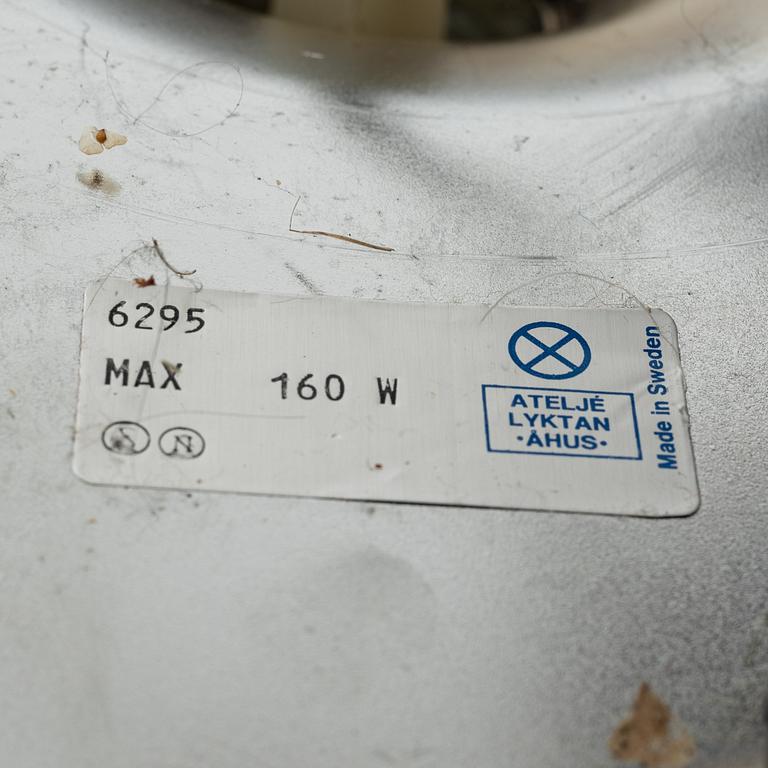 6295
MAX 160 W
S N
ATELJÉ
LYKTAN
·ÅHUS·
Made in Sweden